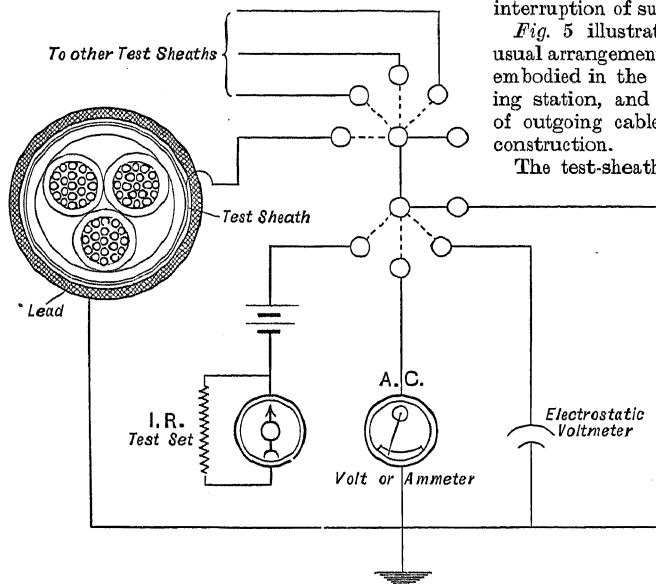 interruption of su
Fig. 5 illustrat
usual arrangement
embodied in the
ing station, and
of outgoing cable
construction.
The test-sheath
To other Test Sheaths
Test Sheath
Lead
I.R.
Test Set
A.C.
Volt or Ammeter
Electrostatic
Voltmeter